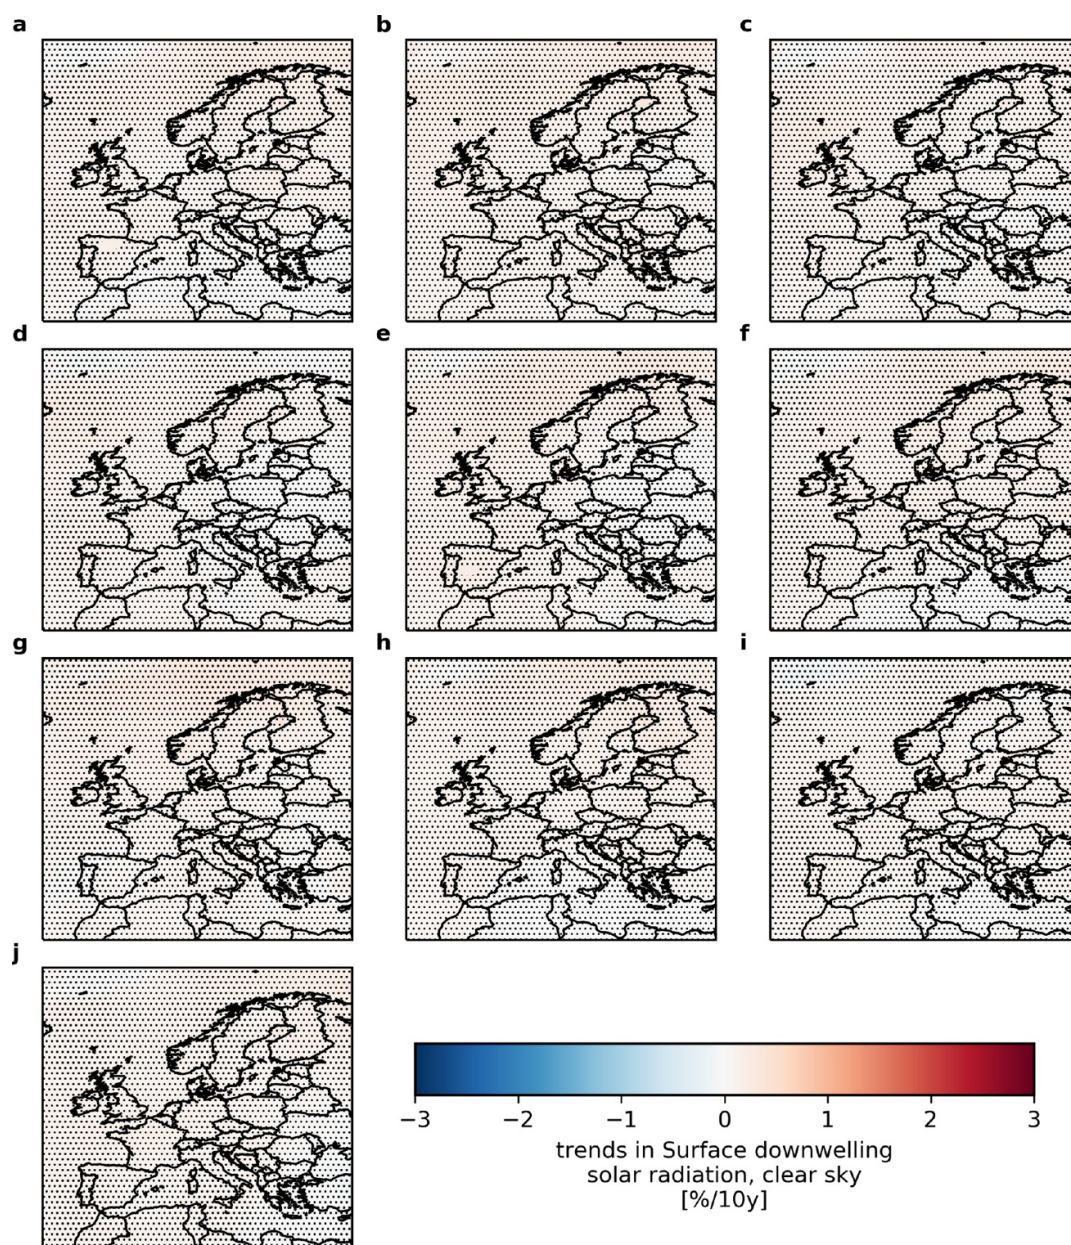 a
b
c
d
e
f
g
h
i
j
−3 −2 −1 0 1 2 3
trends in Surface downwelling
solar radiation, clear sky
[%/10y]